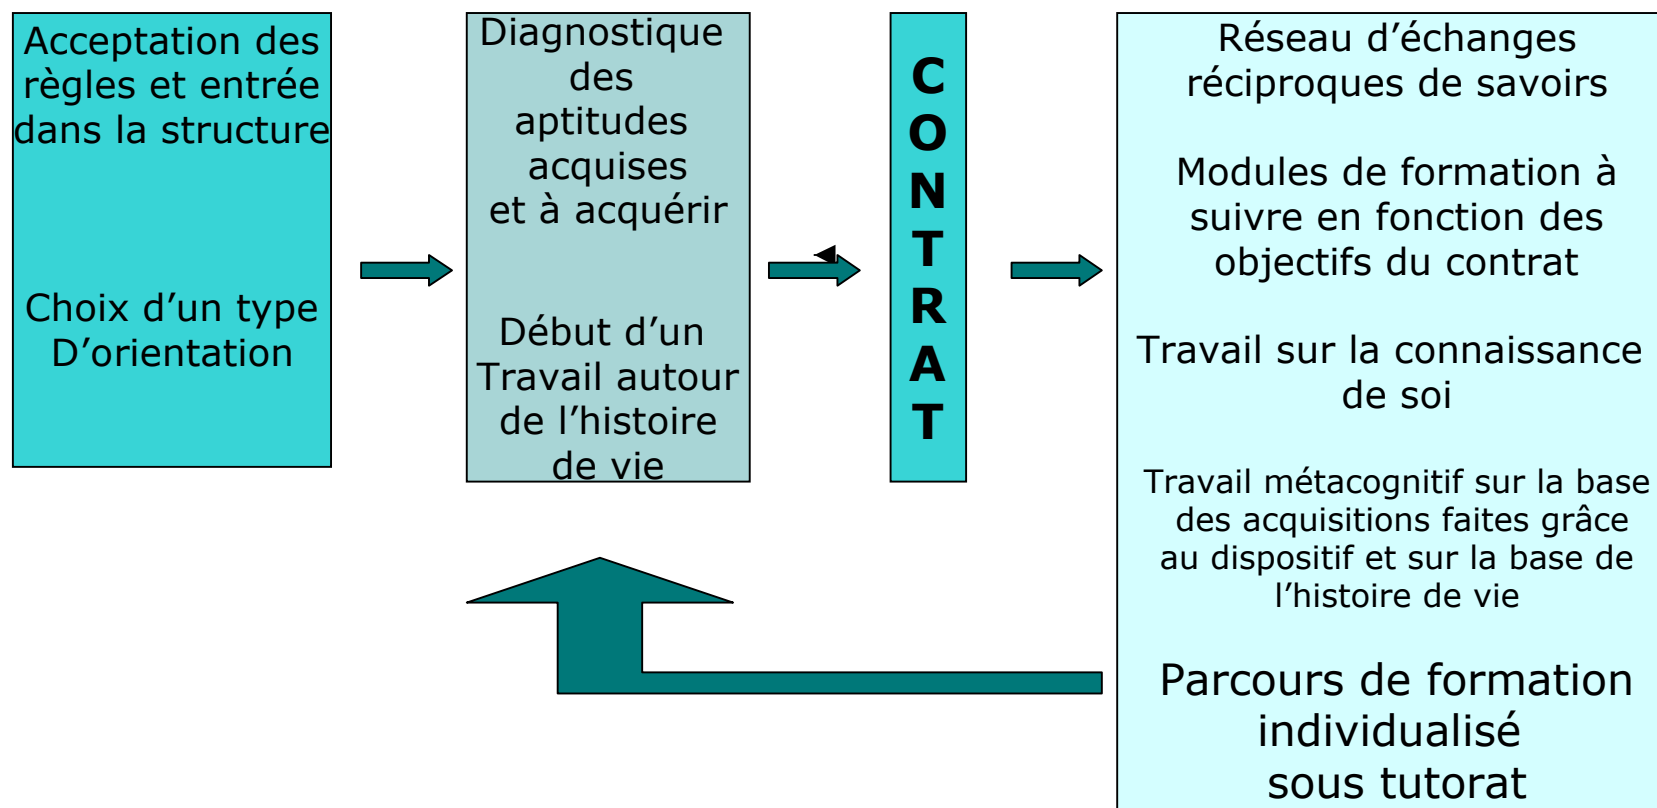 Acceptation des
règles et entrée
dans la structure
Choix d’un type
D’orientation
Diagnostique
des
aptitudes
acquises
et à acquérir
Début d’un
Travail autour
de l’histoire
de vie
C
O
N
T
R
A
T
Réseau d’échanges
réciproques de savoirs
Modules de formation à
suivre en fonction des
objectifs du contrat
Travail sur la connaissance
de soi
Travail métacognitif sur la base
des acquisitions faites grâce
au dispositif et sur la base de
l’histoire de vie
Parcours de formation
individualisé
sous tutorat